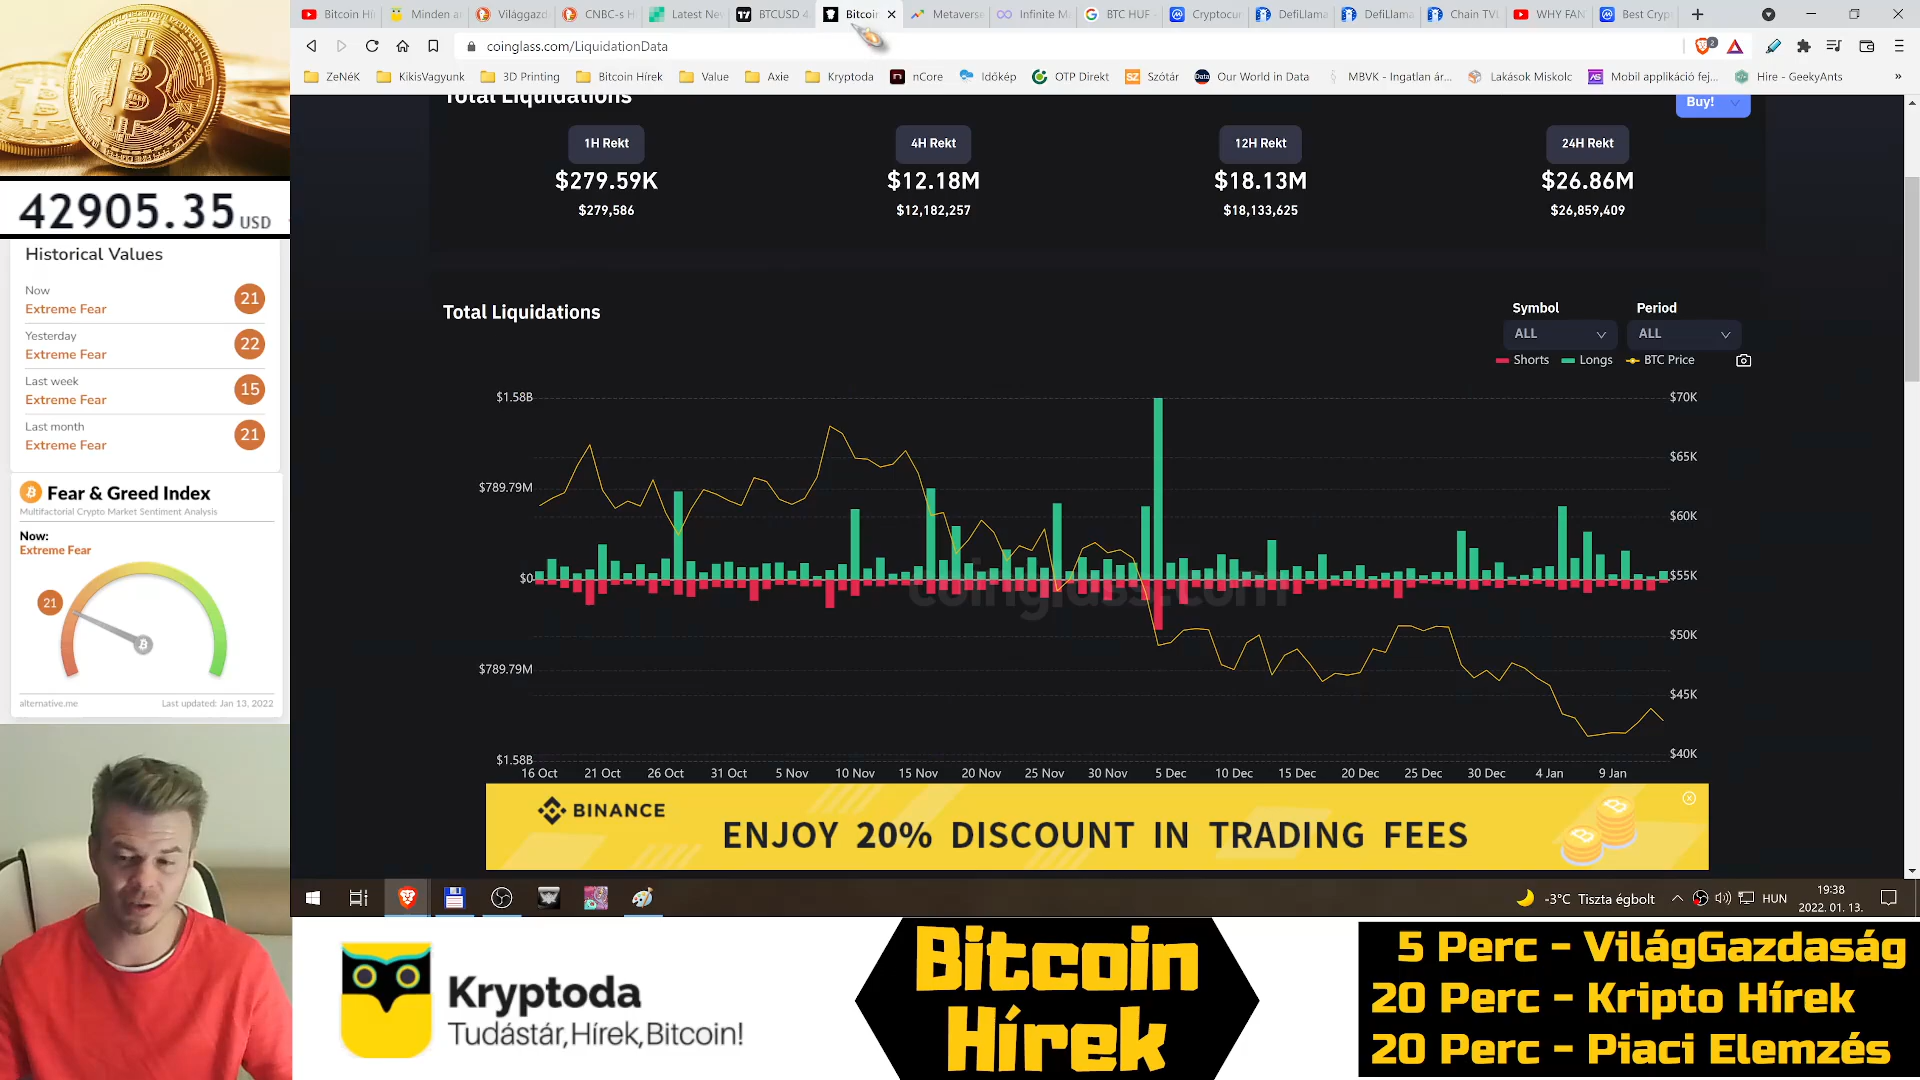 Bitcoin Hí
Minden a
Világgazd
CNBC-s H
Latest Ne
BTCUSD 4
Bitcoin
Metavers
Infinite M
BTC HUF -
Cryptocur
DefiLlama
DefiLlama
Chain TVL
WHY FAN
Best Cryp
coinglass.com/LiquidationData
2
ZeNéK
KikisVagyunk
3D Printing
Bitcoin Hírek
Value
Axie
Kryptoda
nCore
Időkép
OTP Direkt
Szótár
Our World in Data
MBVK - Ingatlan ár...
Lakások Miskolc
Mobil applikáció fej...
Hire - GeekyAnts
»
Total Liquidations
Buy!
1H Rekt
$279.59K
$279,586
4H Rekt
$12.18M
$12,182,257
12H Rekt
$18.13M
$18,133,625
24H Rekt
$26.86M
$26,859,409
Total Liquidations
Symbol
ALL
Period
ALL
Shorts
Longs
BTC Price
$1.58B
$789.79M
$0
$789.79M
$1.58B
$70K
$65K
$60K
$55K
$50K
$45K
$40K
coinglass.com
16 Oct
21 Oct
26 Oct
31 Oct
5 Nov
10 Nov
15 Nov
20 Nov
25 Nov
30 Nov
5 Dec
10 Dec
15 Dec
20 Dec
25 Dec
30 Dec
4 Jan
9 Jan
BINANCE
ENJOY 20% DISCOUNT IN TRADING FEES
-3°C Tiszta égbolt
HUN
19:38
2022. 01. 13.
42905.35 USD
Historical Values
Now
Extreme Fear
21
Yesterday
Extreme Fear
22
Last week
Extreme Fear
15
Last month
Extreme Fear
21
Fear & Greed Index
Multifactorial Crypto Market Sentiment Analysis
Now:
Extreme Fear
21
alternative.me
Last updated: Jan 13, 2022
Kryptoda
Tudástár,Hírek,Bitcoin!
Bitcoin
Hírek
5 Perc - VilágGazdaság
20 Perc - Kripto Hírek
20 Perc - Piaci Elemzés